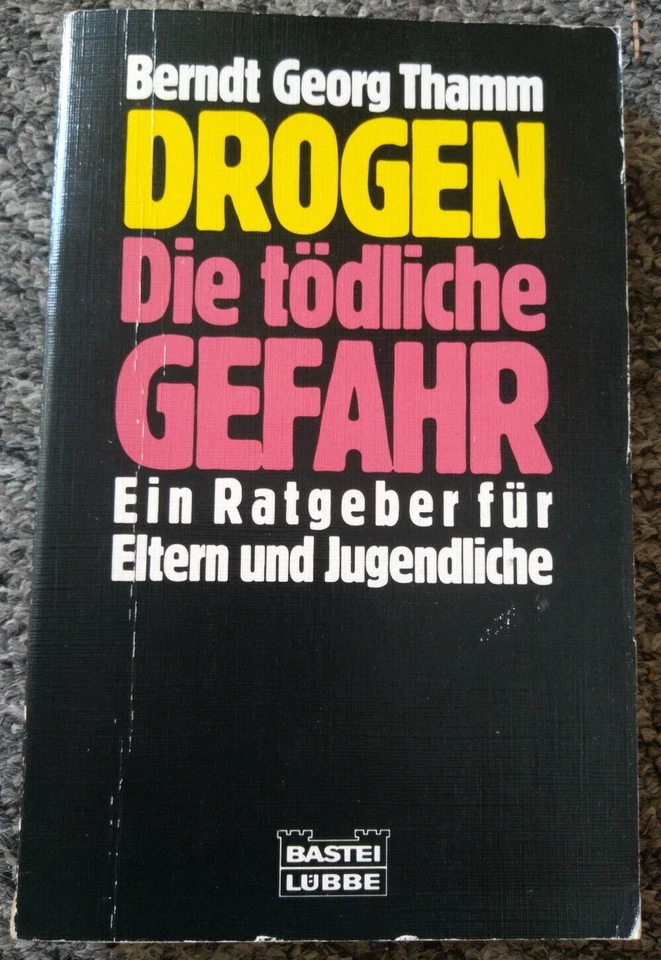 Berndt Georg Thamm
DROGEN
Die tödliche
GEFAHR
Ein Ratgeber für
Eltern und Jugendliche
BASTEI
LÜBBE